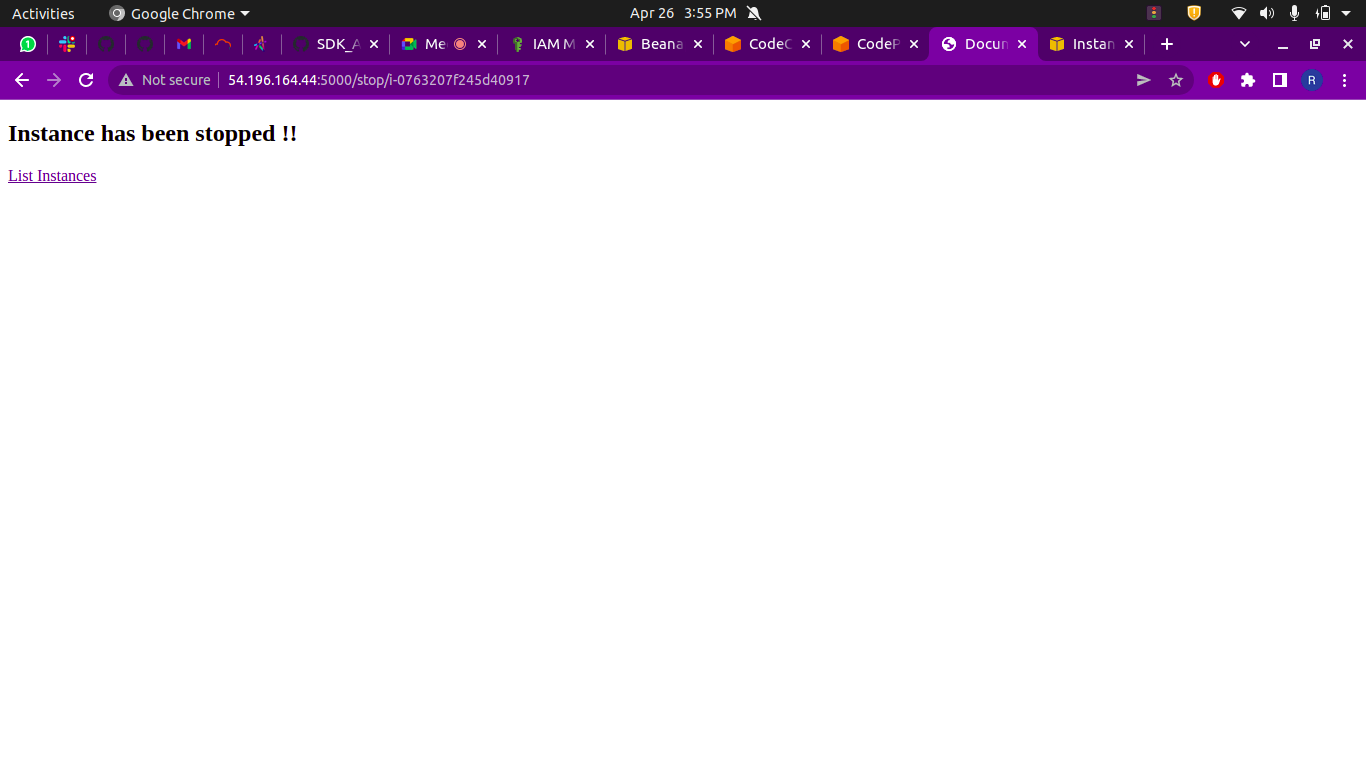 Activities Google Chrome Apr 26 3:55 PM
1 SDK_A Me IAM M Beana CodeC CodeP Docun Instan
Not secure 54.196.164.44:5000/stop/i-0763207f245d40917 R
Instance has been stopped !!
List Instances